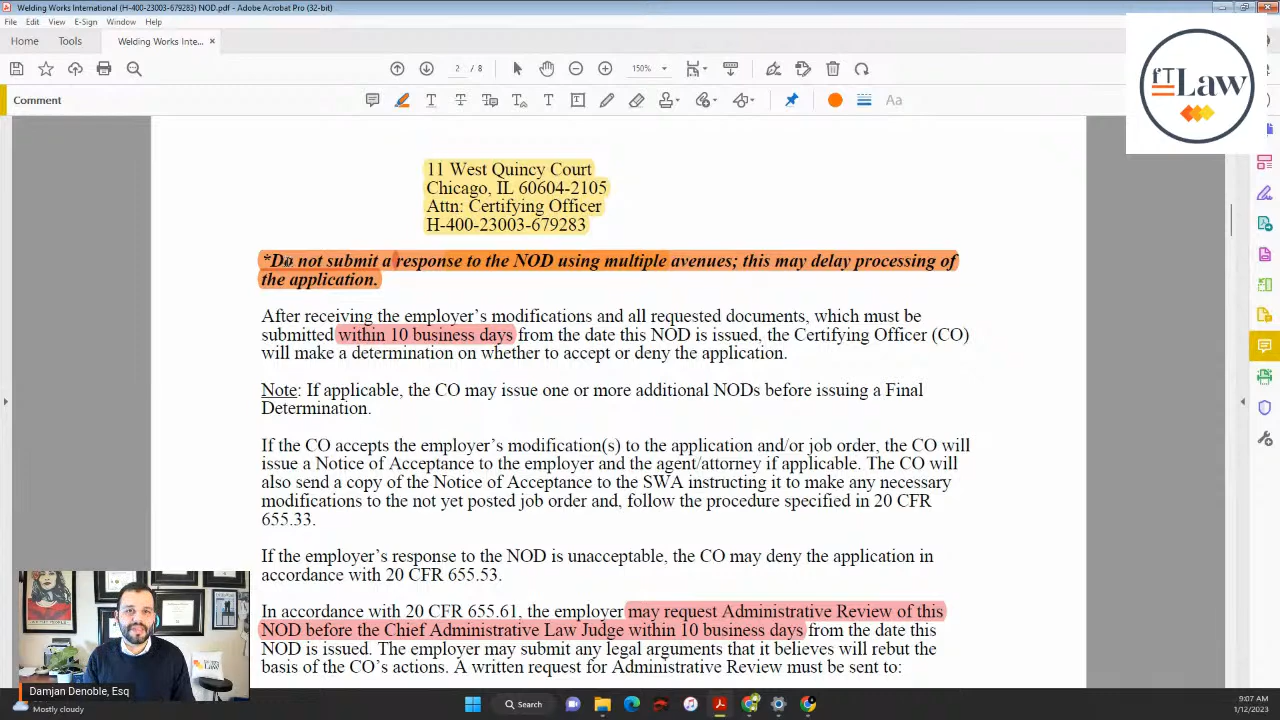 Welding Works International (H-400-23003-679283) NOD.pdf - Adobe Acrobat Pro (32-bit)
File Edit View E-Sign Window Help
Home Tools Welding Works Inte... ×
2 / 8 150%
Comment
Aa
fTLaw
11 West Quincy Court
Chicago, IL 60604-2105
Attn: Certifying Officer
H-400-23003-679283
*Do not submit a response to the NOD using multiple avenues; this may delay processing of
the application.
After receiving the employer’s modifications and all requested documents, which must be
submitted within 10 business days from the date this NOD is issued, the Certifying Officer (CO)
will make a determination on whether to accept or deny the application.
Note: If applicable, the CO may issue one or more additional NODs before issuing a Final
Determination.
If the CO accepts the employer’s modification(s) to the application and/or job order, the CO will
issue a Notice of Acceptance to the employer and the agent/attorney if applicable. The CO will
also send a copy of the Notice of Acceptance to the SWA instructing it to make any necessary
modifications to the not yet posted job order and, follow the procedure specified in 20 CFR
655.33.
If the employer’s response to the NOD is unacceptable, the CO may deny the application in
accordance with 20 CFR 655.53.
In accordance with 20 CFR 655.61, the employer may request Administrative Review of this
NOD before the Chief Administrative Law Judge within 10 business days from the date this
NOD is issued. The employer may submit any legal arguments that it believes will rebut the
basis of the CO’s actions. A written request for Administrative Review must be sent to:
Damjan Denoble, Esq
Mostly cloudy
Search
9:07 AM
1/12/2023